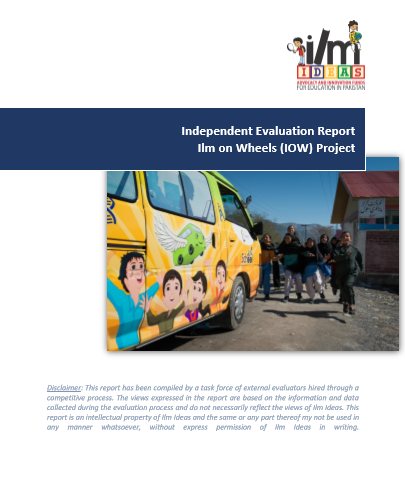 ilm
IDEAS
ADVOCACY AND INNOVATION FUNDS
FOR EDUCATION IN PAKISTAN
Independent Evaluation Report
Ilm on Wheels (IOW) Project
Disclaimer: This report has been compiled by a task force of external evaluators hired through a
competitive process. The views expressed in the report are based on the information and data
collected during the evaluation process and do not necessarily reflect the views of Ilm Ideas. This
report is an intellectual property of Ilm Ideas and the same or any part thereof my not be used in
any manner whatsoever, without express permission of ilm Ideas in writing.